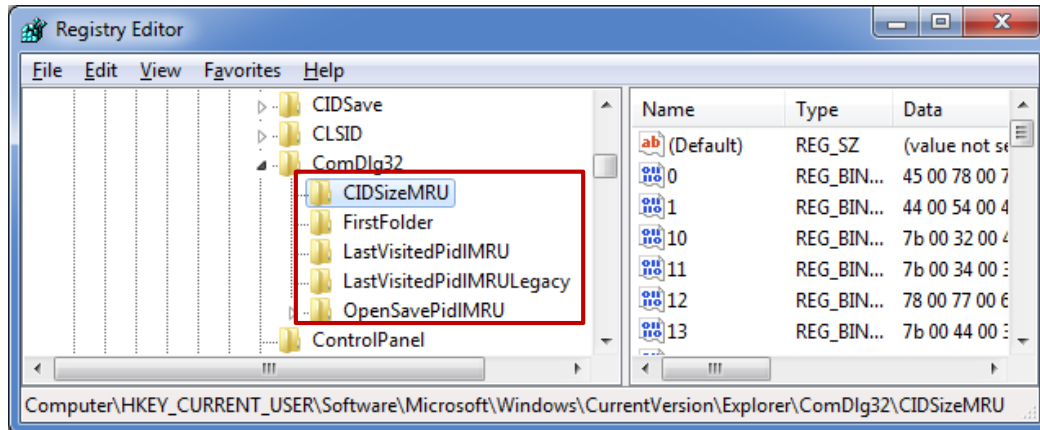 Registry Editor
File Edit View Favorites Help
CIDSave
CLSID
ComDlg32
CIDSizeMRU
FirstFolder
LastVisitedPidlMRU
LastVisitedPidlMRULegacy
OpenSavePidlMRU
ControlPanel
Name Type Data
ab (Default) REG_SZ (value not se
0 REG_BIN... 45 00 78 00 7
1 REG_BIN... 44 00 54 00 4
10 REG_BIN... 7b 00 32 00 4
11 REG_BIN... 7b 00 34 00 3
12 REG_BIN... 78 00 77 00 6
13 REG_BIN... 7b 00 44 00 3
Computer\HKEY_CURRENT_USER\Software\Microsoft\Windows\CurrentVersion\Explorer\ComDlg32\CIDSizeMRU